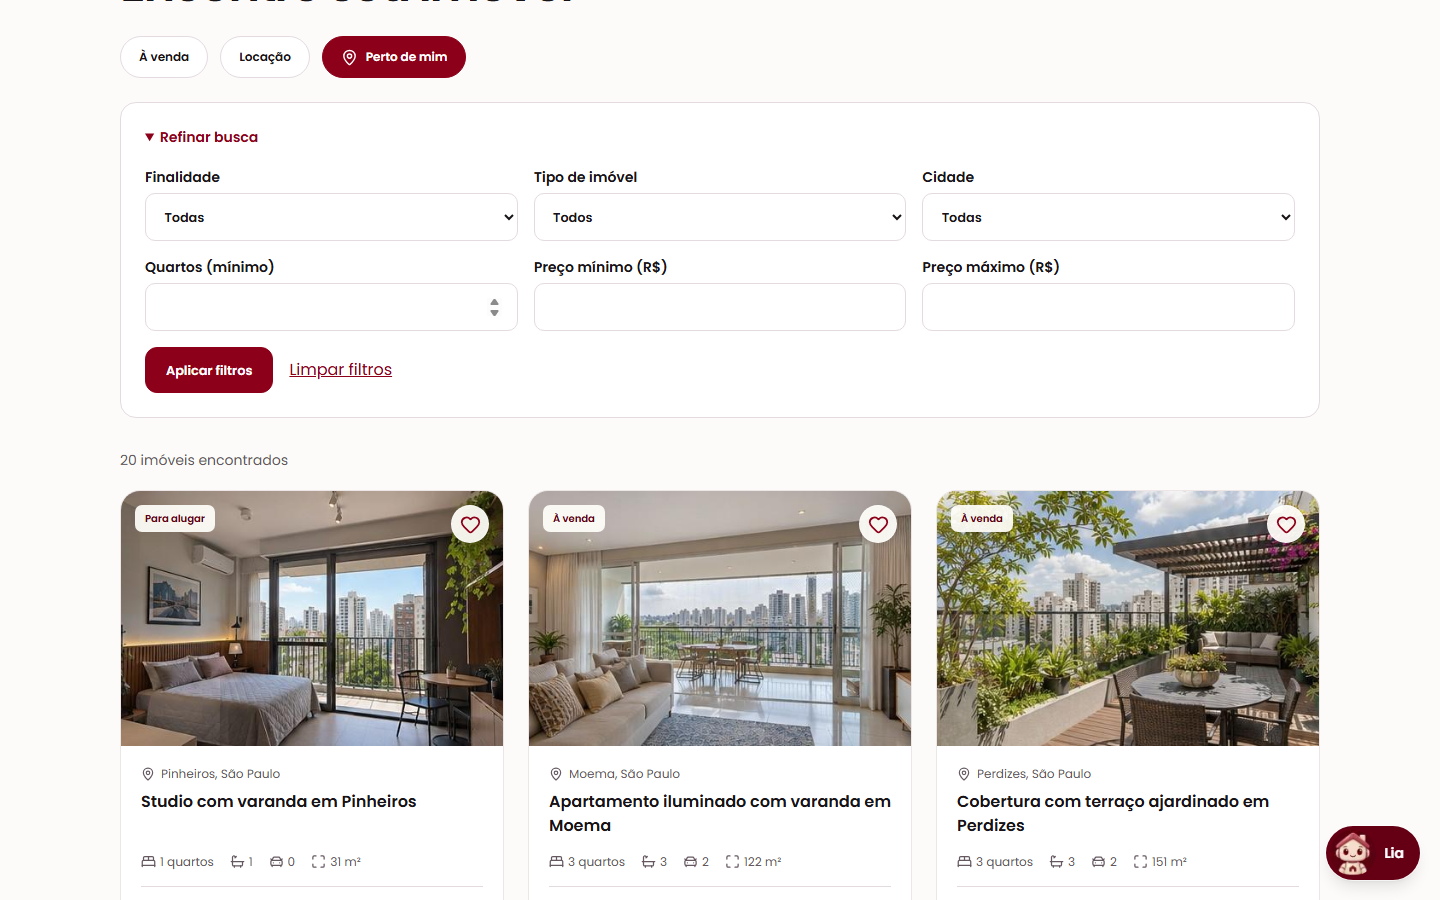 À venda
Locação
Perto de mim
Refinar busca
Finalidade
Tipo de imóvel
Cidade
Todas
Todos
Todas
Quartos (mínimo)
Preço mínimo (R$)
Preço máximo (R$)
Aplicar filtros
Limpar filtros
20 imóveis encontrados
Para alugar
À venda
À venda
Pinheiros, São Paulo
Studio com varanda em Pinheiros
1 quartos 1 0 31 m²
Moema, São Paulo
Apartamento iluminado com varanda em
Moema
3 quartos 3 2 122 m²
Perdizes, São Paulo
Cobertura com terraço ajardinado em
Perdizes
3 quartos 3 2 151 m²
Lia